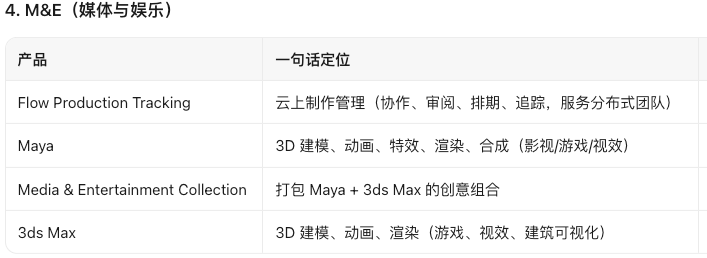 4. M&E（媒体与娱乐）
产品 一句话定位
Flow Production Tracking 云上制作管理（协作、审阅、排期、追踪，服务分布式团队）
Maya 3D 建模、动画、特效、渲染、合成（影视/游戏/视效）
Media & Entertainment Collection 打包 Maya + 3ds Max 的创意组合
3ds Max 3D 建模、动画、渲染（游戏、视效、建筑可视化）